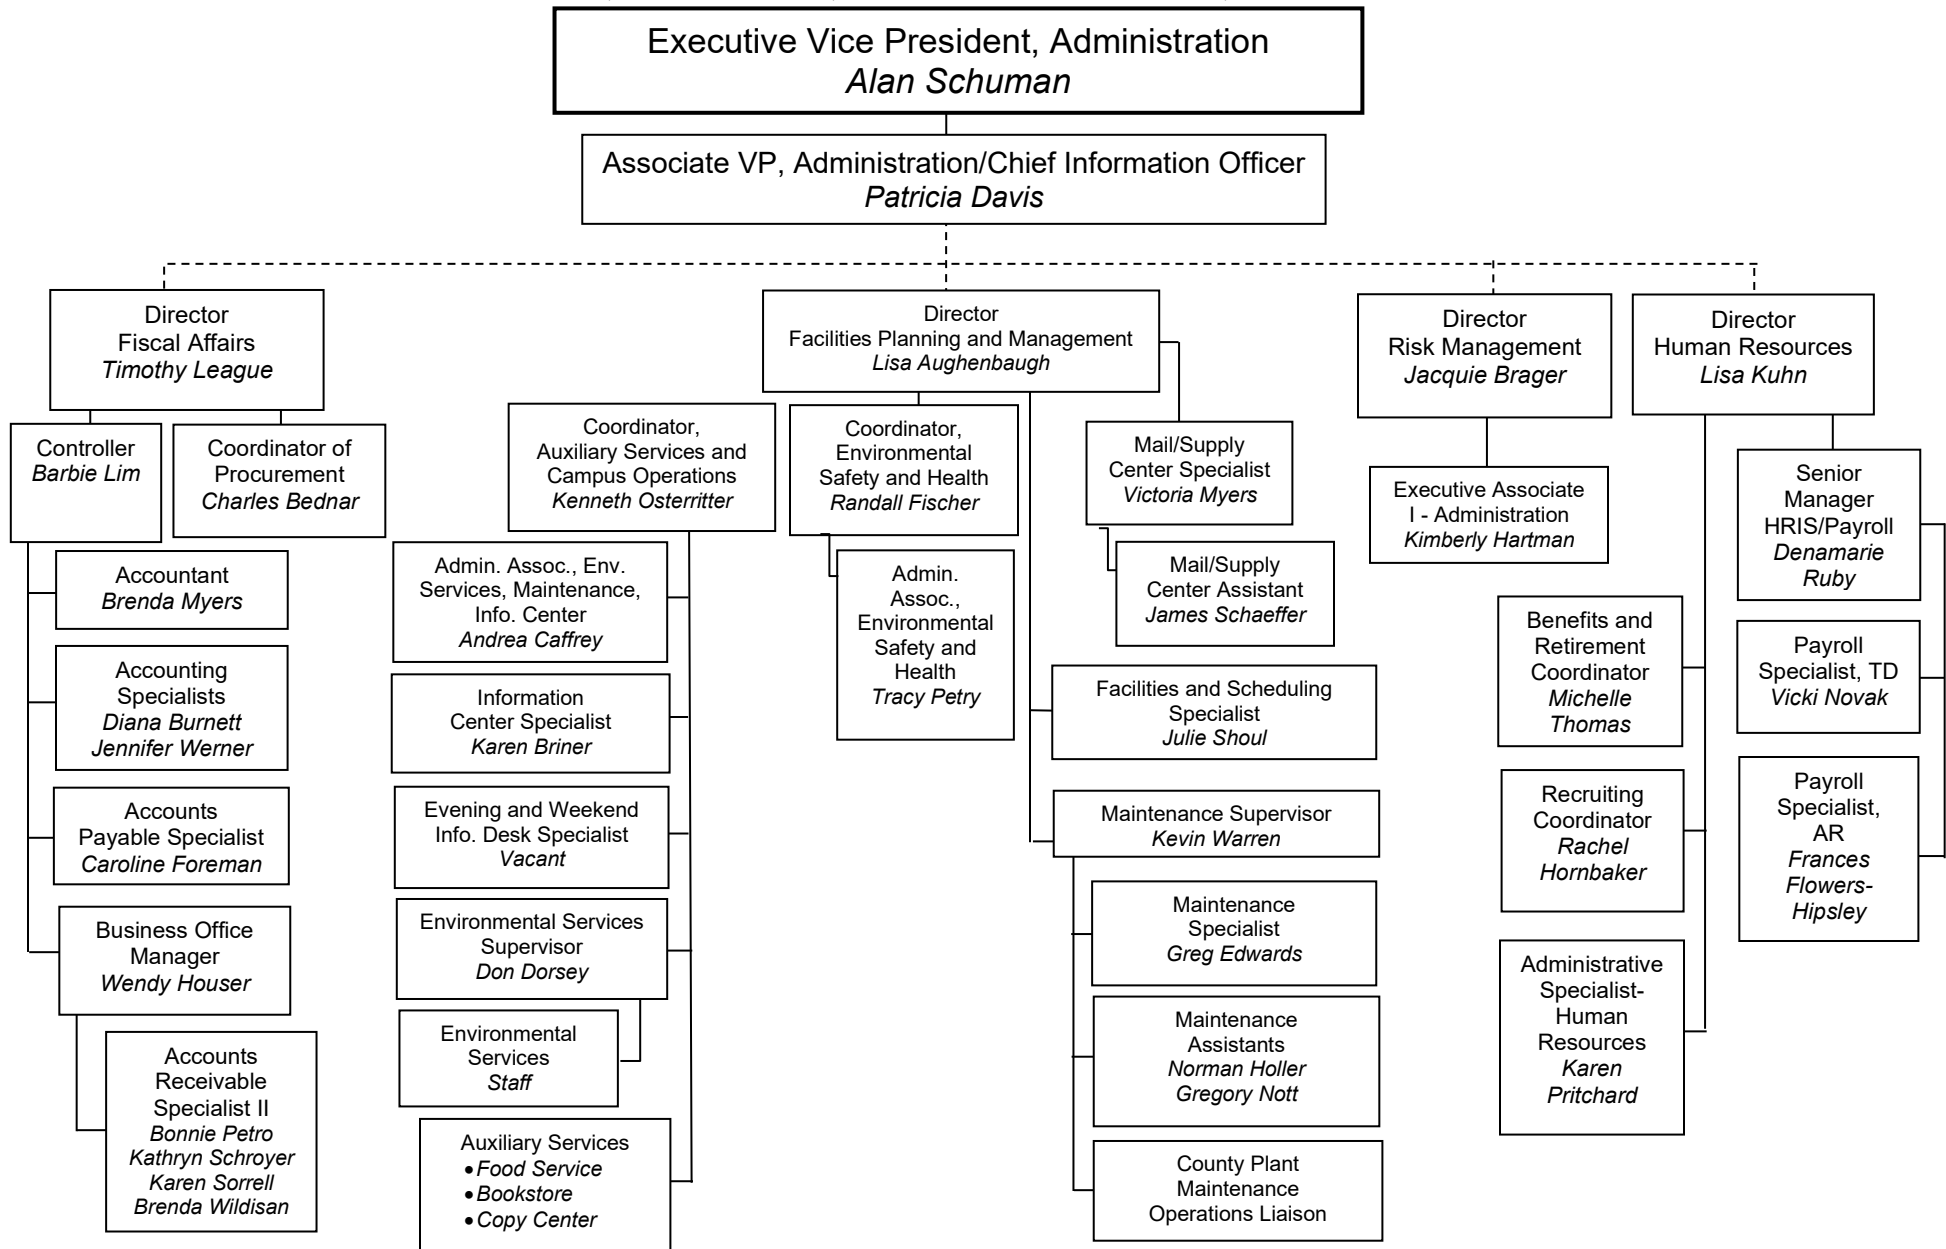 Executive Vice President, Administration
Alan Schuman
Associate VP, Administration/Chief Information Officer
Patricia Davis
Director
Fiscal Affairs
Timothy League
Controller
Barbie Lim
Coordinator of
Procurement
Charles Bednar
Accountant
Brenda Myers
Accounting
Specialists
Diana Burnett
Jennifer Werner
Accounts
Payable Specialist
Caroline Foreman
Business Office
Manager
Wendy Houser
Accounts
Receivable
Specialist II
Bonnie Petro
Kathryn Schroyer
Karen Sorrell
Brenda Wildisan
Coordinator,
Auxiliary Services and
Campus Operations
Kenneth Osterritter
Admin. Assoc., Env.
Services, Maintenance,
Info. Center
Andrea Caffrey
Information
Center Specialist
Karen Briner
Evening and Weekend
Info. Desk Specialist
Vacant
Environmental Services
Supervisor
Don Dorsey
Environmental
Services
Staff
Auxiliary Services
• Food Service
• Bookstore
• Copy Center
Director
Facilities Planning and Management
Lisa Aughenbaugh
Coordinator,
Environmental
Safety and Health
Randall Fischer
Admin.
Assoc.,
Environmental
Safety and
Health
Tracy Petry
Mail/Supply
Center Specialist
Victoria Myers
Mail/Supply
Center Assistant
James Schaeffer
Facilities and Scheduling
Specialist
Julie Shoul
Maintenance Supervisor
Kevin Warren
Maintenance
Specialist
Greg Edwards
Maintenance
Assistants
Norman Holler
Gregory Nott
County Plant
Maintenance
Operations Liaison
Director
Risk Management
Jacquie Brager
Executive Associate
I - Administration
Kimberly Hartman
Director
Human Resources
Lisa Kuhn
Benefits and
Retirement
Coordinator
Michelle
Thomas
Recruiting
Coordinator
Rachel
Hornbaker
Administrative
Specialist-
Human
Resources
Karen
Pritchard
Senior
Manager
HRIS/Payroll
Denamarie
Ruby
Payroll
Specialist, TD
Vicki Novak
Payroll
Specialist,
AR
Frances
Flowers-
Hipsley